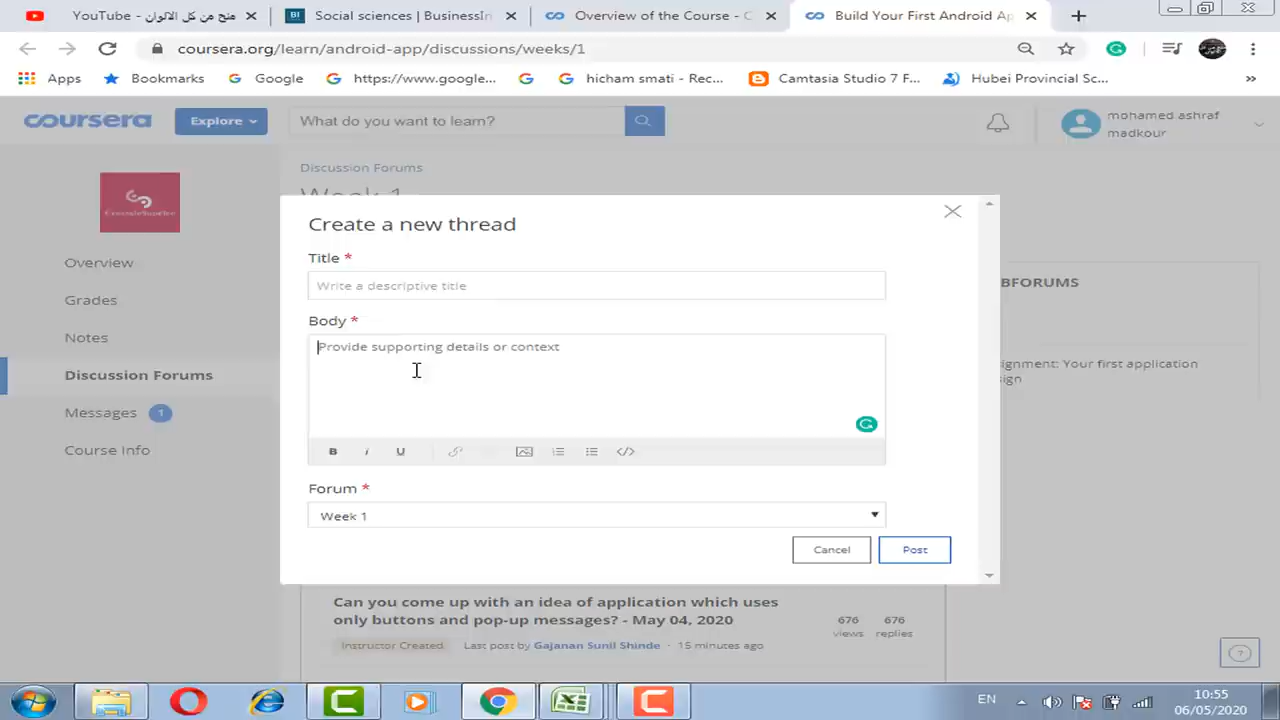 YouTube - منح من كل الالوان
BI Social sciences | BusinessIn
Overview of the Course - C
Build Your First Android Ap
coursera.org/learn/android-app/discussions/weeks/1
Apps
Bookmarks
Google
https://www.google...
hicham smati - Rec...
Camtasia Studio 7 F...
Hubei Provincial Sc...
»
coursera
Explore
What do you want to learn?
mohamed ashraf
madkour
Discussion Forums
Week 1
Overview
Grades
Notes
Discussion Forums
Messages 1
Course Info
Create a new thread
Title *
Write a descriptive title
Body *
Provide supporting details or context
B i U
Forum *
Week 1
Cancel
Post
BFORUMS
ignment: Your first application
sign
Can you come up with an idea of application which uses
only buttons and pop-up messages? - May 04, 2020
676 676
views replies
Instructor Created Last post by Gajanan Sunil Shinde · 15 minutes ago
EN
10:55
06/05/2020